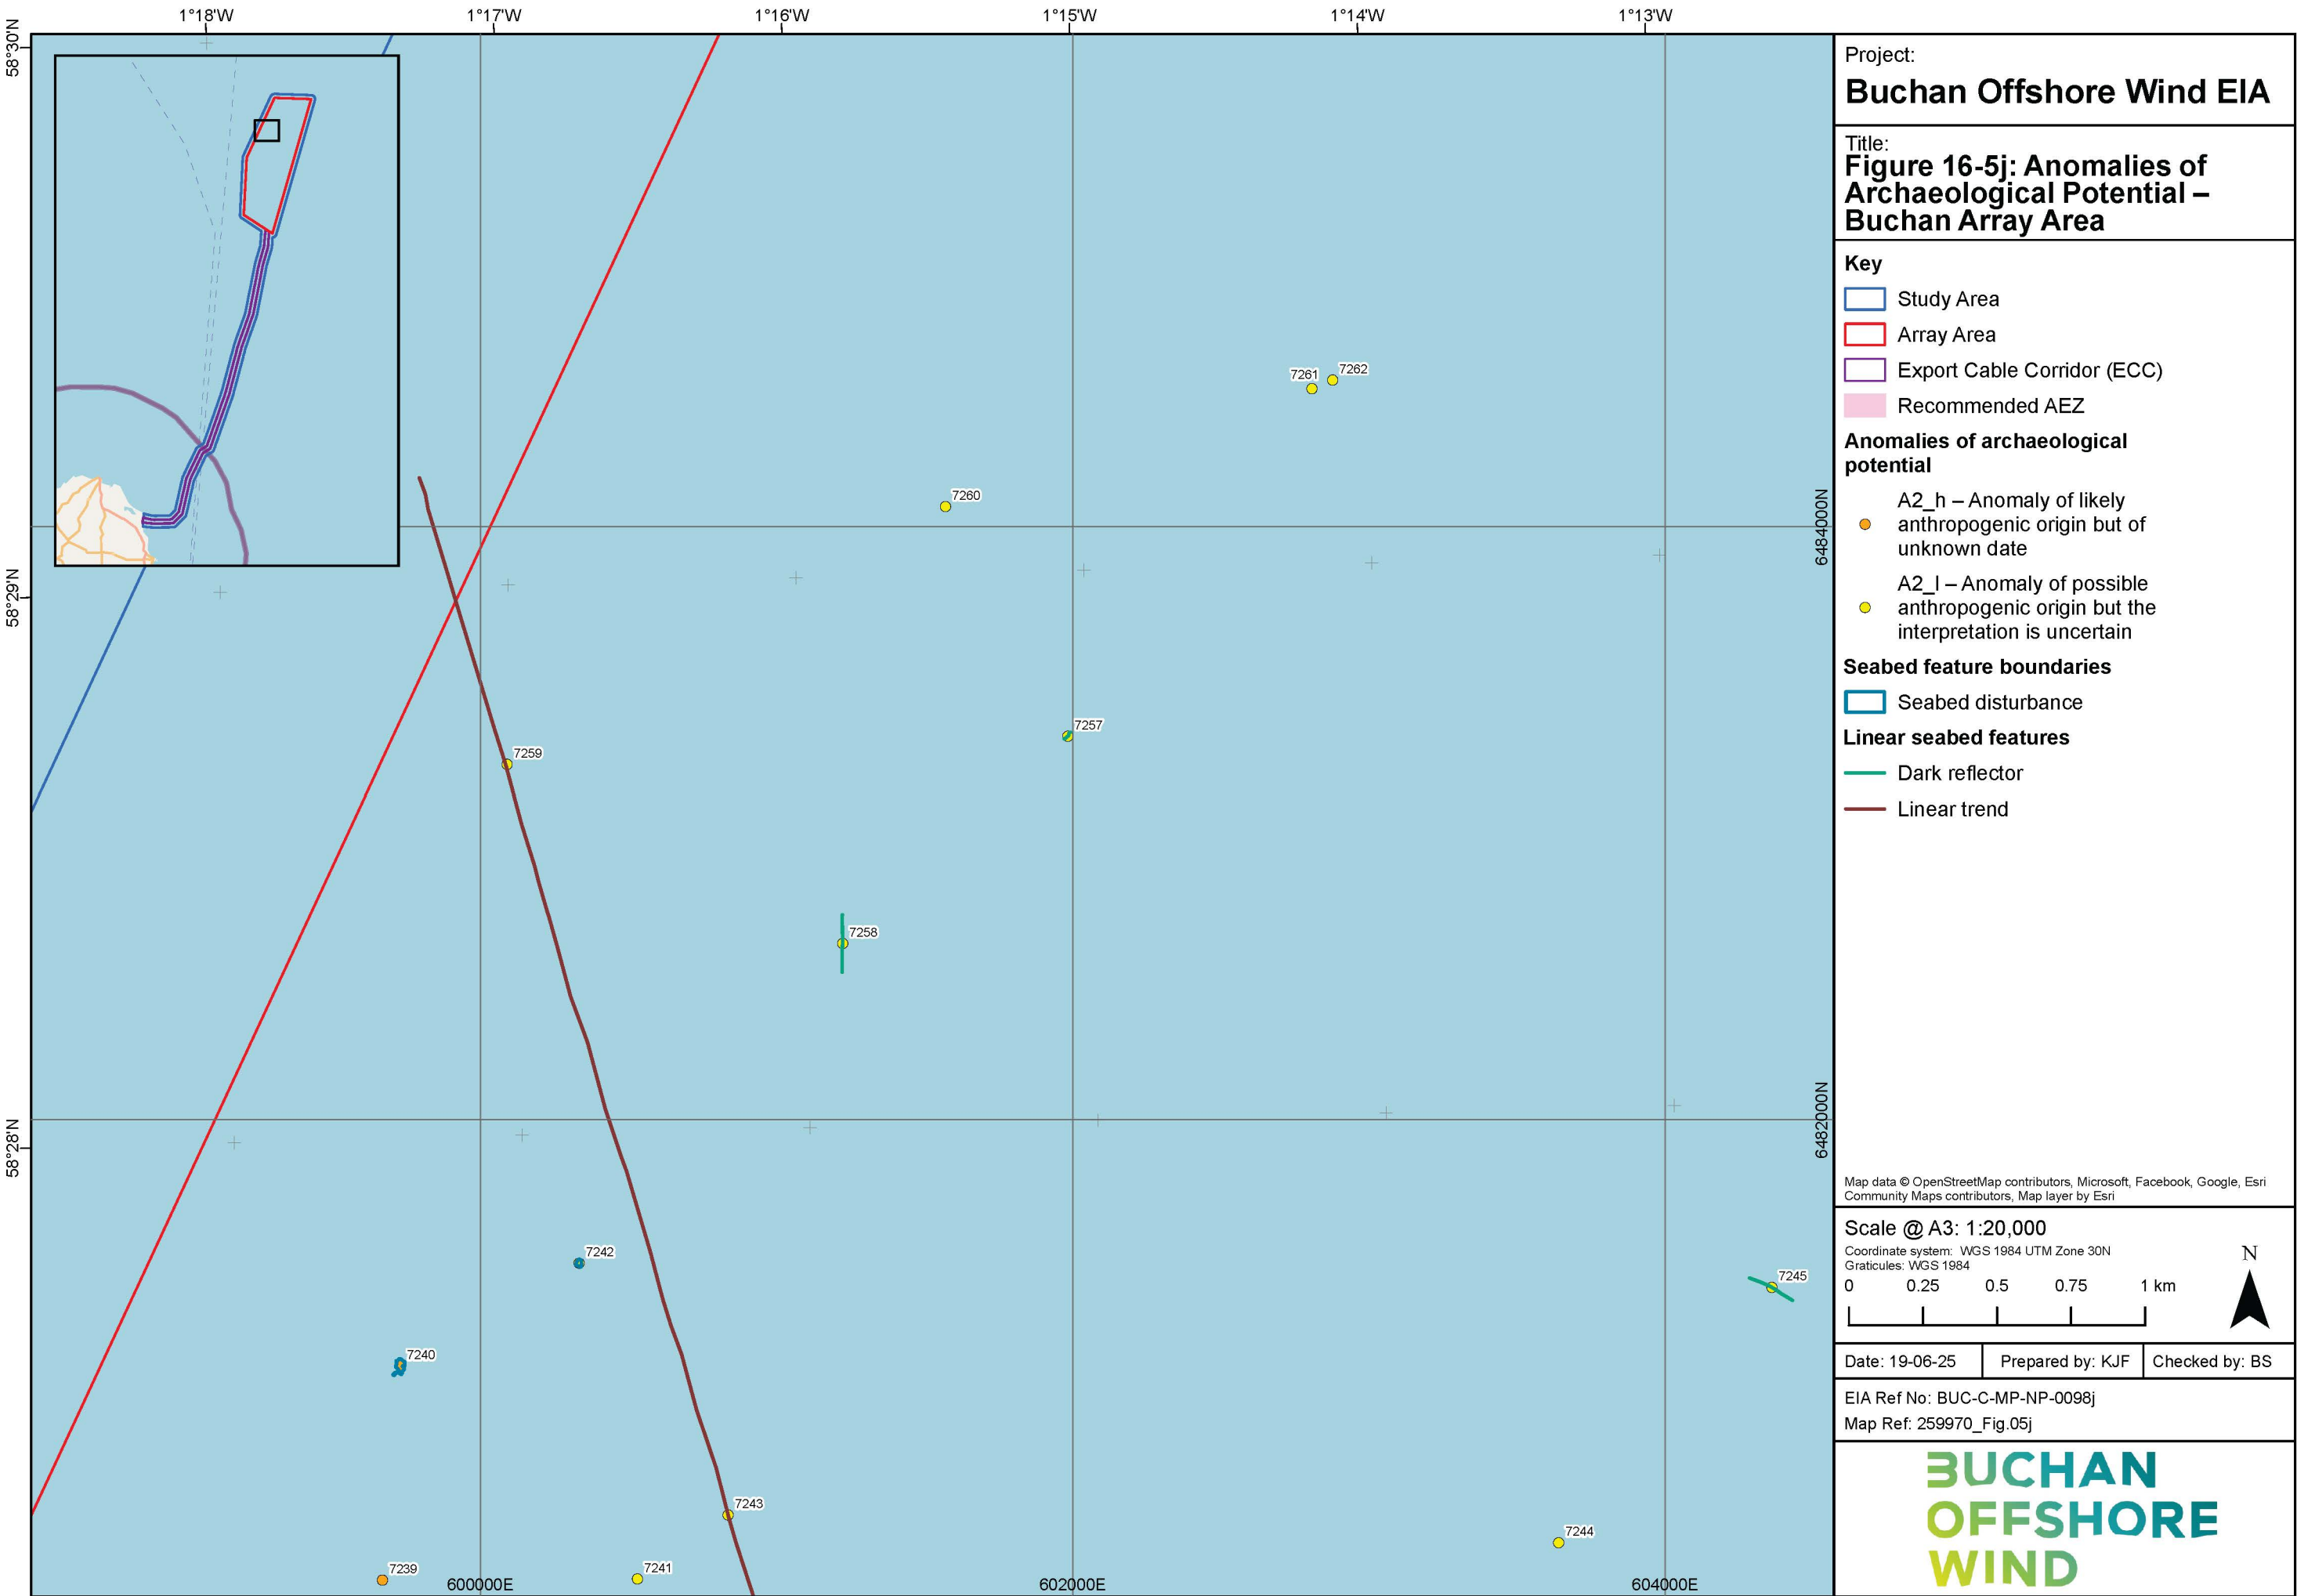 1°18'W 1°17'W 1°16'W 1°15'W 1°14'W 1°13'W
58°30'N
58°29'N
58°28'N
7261
7262
7260
6484000N
7257
7259
7258
6482000N
7242
7245
7240
7243
7244
7239
7241
600000E 602000E 604000E
Project:
Buchan Offshore Wind EIA
Title:
Figure 16-5j: Anomalies of
Archaeological Potential –
Buchan Array Area
Key
Study Area
Array Area
Export Cable Corridor (ECC)
Recommended AEZ
Anomalies of archaeological
potential
A2_h – Anomaly of likely
anthropogenic origin but of
unknown date
A2_l – Anomaly of possible
anthropogenic origin but the
interpretation is uncertain
Seabed feature boundaries
Seabed disturbance
Linear seabed features
Dark reflector
Linear trend
Map data © OpenStreetMap contributors, Microsoft, Facebook, Google, Esri
Community Maps contributors, Map layer by Esri
Scale @ A3: 1:20,000
Coordinate system: WGS 1984 UTM Zone 30N
Graticules: WGS 1984
N
0 0.25 0.5 0.75 1 km
Date: 19-06-25 Prepared by: KJF Checked by: BS
EIA Ref No: BUC-C-MP-NP-0098j
Map Ref: 259970_Fig.05j
BUCHAN
OFFSHORE
WIND